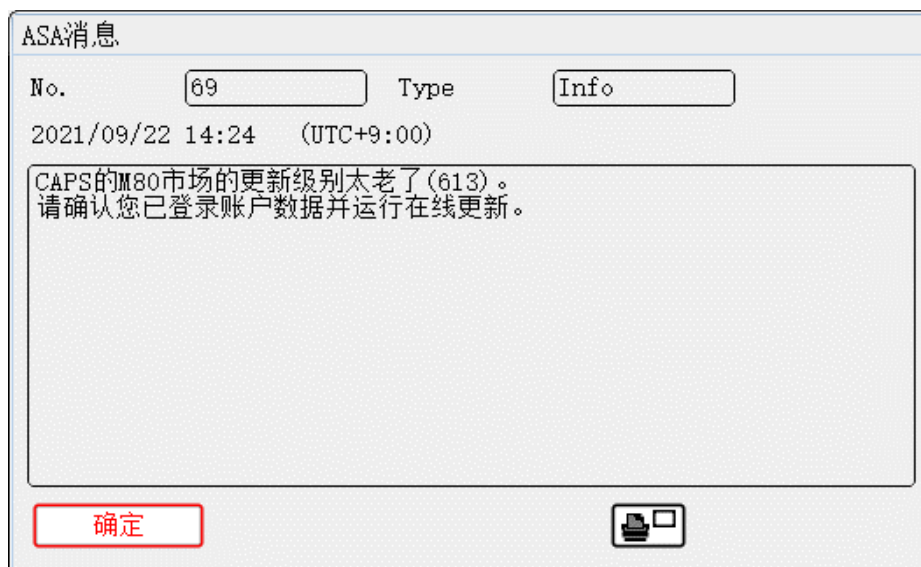 ASA消息
No. 69 Type Info
2021/09/22 14:24 (UTC+9:00)
CAPS的M80市场的更新级别太老了(613)。
请确认您已登录账户数据并运行在线更新。
确定